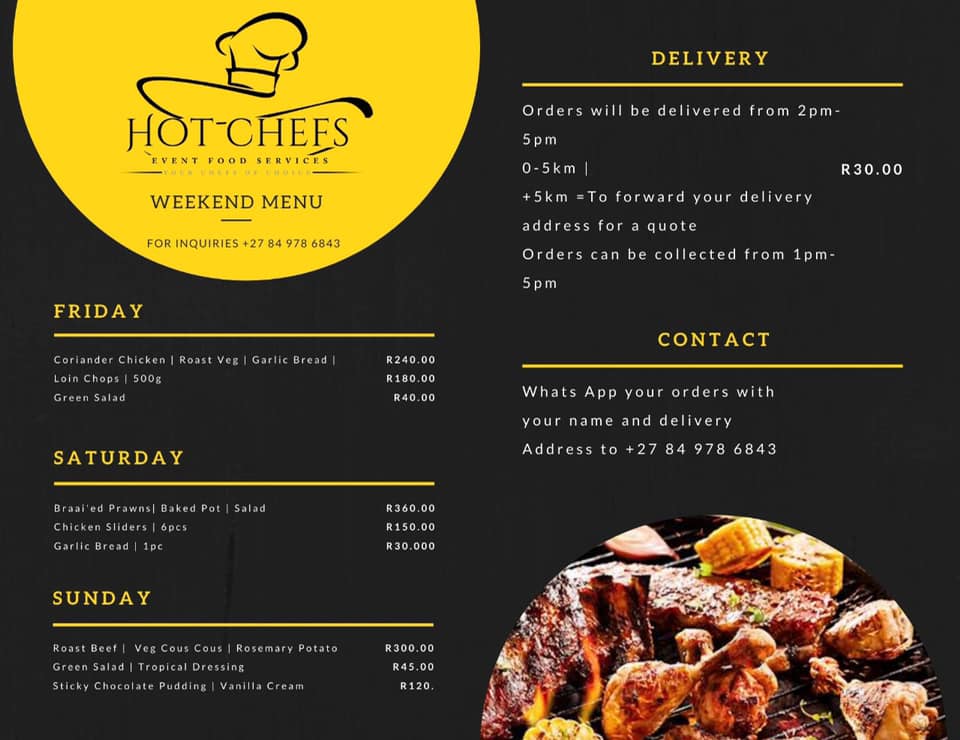 HOT-CHEFS
EVENT FOOD SERVICES
YOUR CHEFS OF CHOICE
WEEKEND MENU
FOR INQUIRIES +27 84 978 6843
FRIDAY
Coriander Chicken | Roast Veg | Garlic Bread | R240.00
Loin Chops | 500g R180.00
Green Salad R40.00
SATURDAY
Braai'ed Prawns| Baked Pot | Salad R360.00
Chicken Sliders | 6pcs R150.00
Garlic Bread | 1pc R30.000
SUNDAY
Roast Beef | Veg Cous Cous | Rosemary Potato R300.00
Green Salad | Tropical Dressing R45.00
Sticky Chocolate Pudding | Vanilla Cream R120.
DELIVERY
Orders will be delivered from 2pm-
5pm
0-5km | R30.00
+5km =To forward your delivery
address for a quote
Orders can be collected from 1pm-
5pm
CONTACT
Whats App your orders with
your name and delivery
Address to +27 84 978 6843